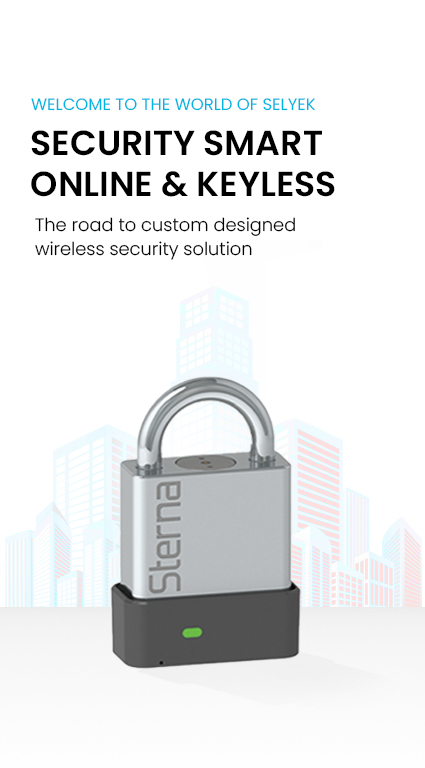 WELCOME TO THE WORLD OF SELYEK
SECURITY SMART
ONLINE & KEYLESS
The road to custom designed
wireless security solution
Sterna